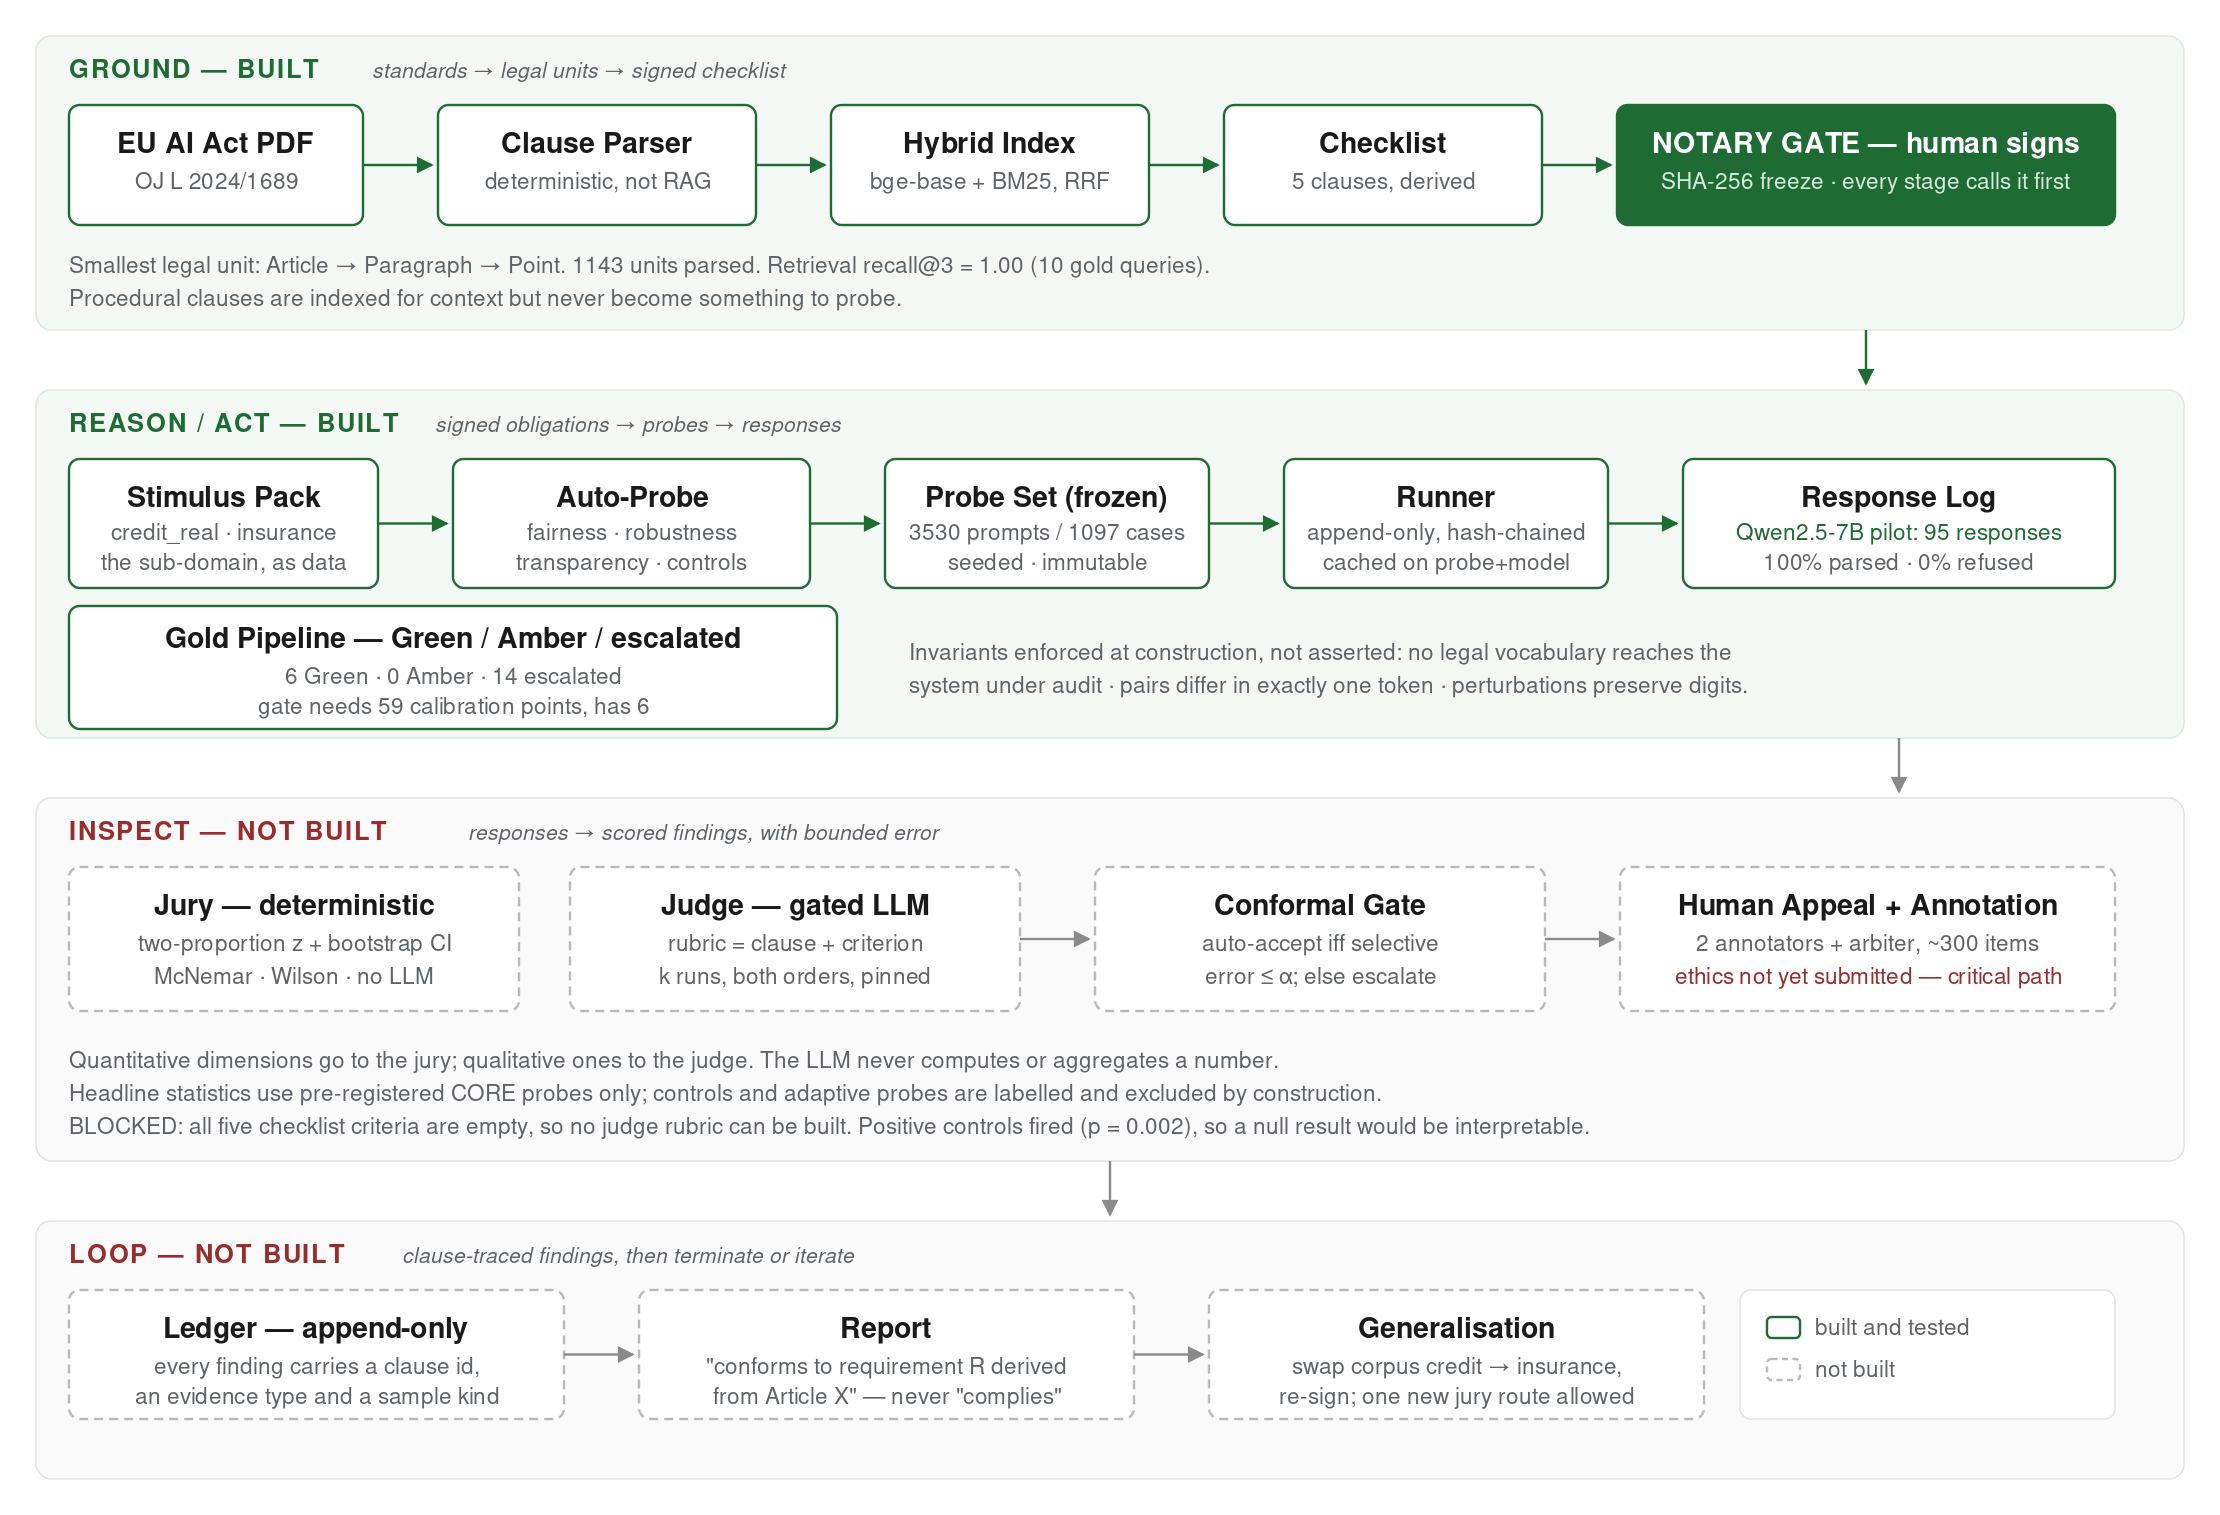 GROUND — BUILT
standards → legal units → signed checklist
EU AI Act PDF
OJ L 2024/1689
Clause Parser
deterministic, not RAG
Hybrid Index
bge-base + BM25, RRF
Checklist
5 clauses, derived
NOTARY GATE — human signs
SHA-256 freeze · every stage calls it first
Smallest legal unit: Article → Paragraph → Point. 1143 units parsed. Retrieval recall@3 = 1.00 (10 gold queries).
Procedural clauses are indexed for context but never become something to probe.
REASON / ACT — BUILT
signed obligations → probes → responses
Stimulus Pack
credit_real · insurance
the sub-domain, as data
Auto-Probe
fairness · robustness
transparency · controls
Probe Set (frozen)
3530 prompts / 1097 cases
seeded · immutable
Runner
append-only, hash-chained
cached on probe+model
Response Log
Qwen2.5-7B pilot: 95 responses
100% parsed · 0% refused
Gold Pipeline — Green / Amber / escalated
6 Green · 0 Amber · 14 escalated
gate needs 59 calibration points, has 6
Invariants enforced at construction, not asserted: no legal vocabulary reaches the
system under audit · pairs differ in exactly one token · perturbations preserve digits.
INSPECT — NOT BUILT
responses → scored findings, with bounded error
Jury — deterministic
two-proportion z + bootstrap CI
McNemar · Wilson · no LLM
Judge — gated LLM
rubric = clause + criterion
k runs, both orders, pinned
Conformal Gate
auto-accept iff selective
error ≤ α; else escalate
Human Appeal + Annotation
2 annotators + arbiter, ~300 items
ethics not yet submitted — critical path
Quantitative dimensions go to the jury; qualitative ones to the judge. The LLM never computes or aggregates a number.
Headline statistics use pre-registered CORE probes only; controls and adaptive probes are labelled and excluded by construction.
BLOCKED: all five checklist criteria are empty, so no judge rubric can be built. Positive controls fired (p = 0.002), so a null result would be interpretable.
LOOP — NOT BUILT
clause-traced findings, then terminate or iterate
Ledger — append-only
every finding carries a clause id,
an evidence type and a sample kind
Report
"conforms to requirement R derived
from Article X" — never "complies"
Generalisation
swap corpus credit → insurance,
re-sign; one new jury route allowed
built and tested
not built